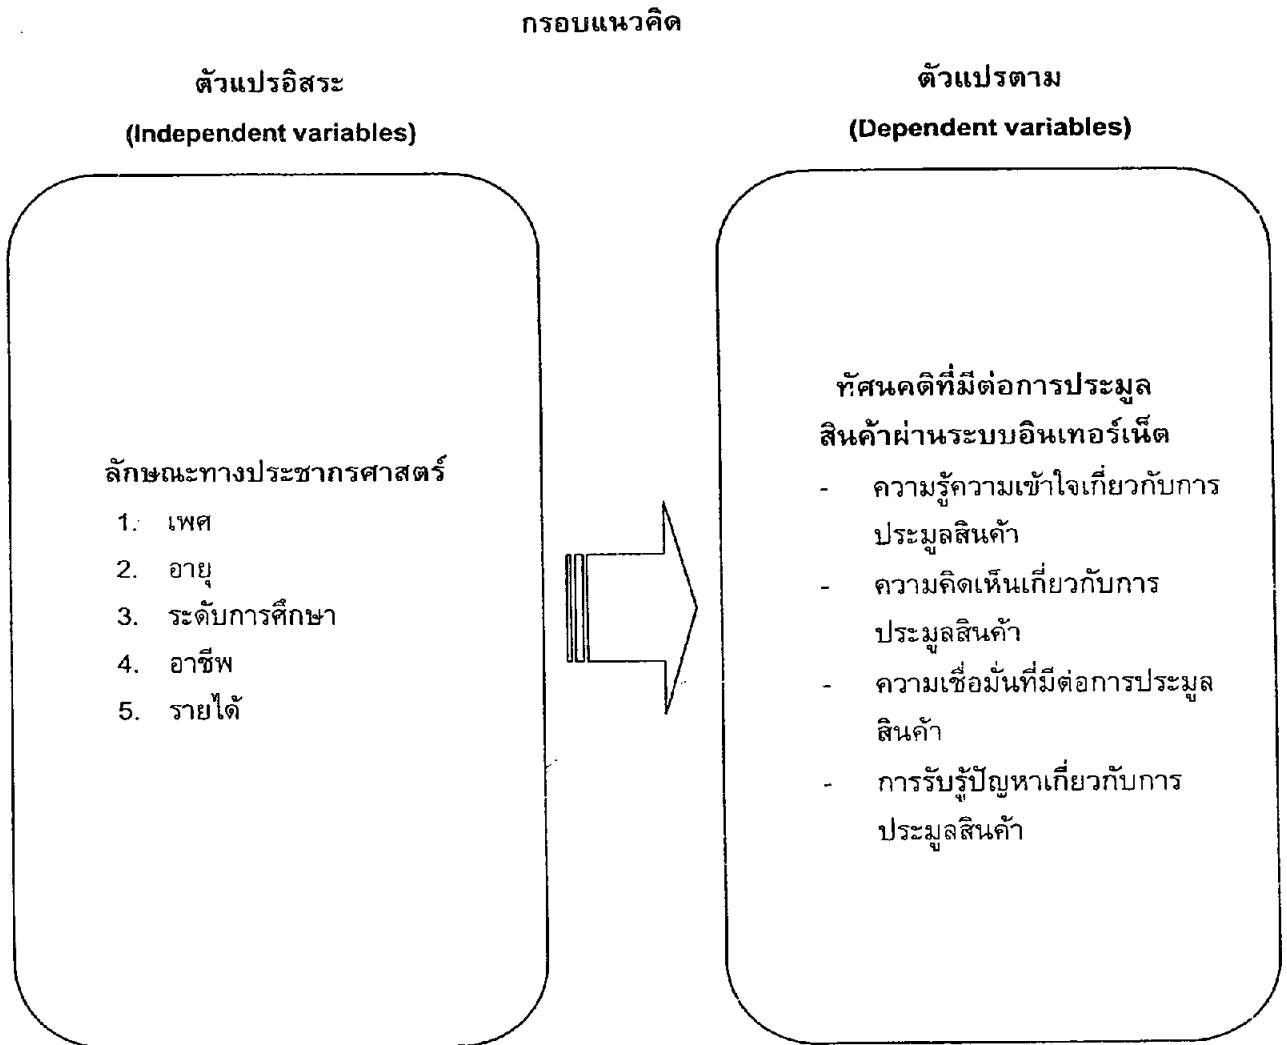 กรอบแนวคิด
ตัวแปรอิสระ
(Independent variables)
ลักษณะทางประชากรศาสตร์
1. เพศ
2. อายุ
3. ระดับการศึกษา
4. อาชีพ
5. รายได้
ตัวแปรตาม
(Dependent variables)
ทัศนคติที่มีต่อการประมูล
สินค้าผ่านระบบอินเทอร์เน็ต
- ความรู้ความเข้าใจเกี่ยวกับการ
ประมูลสินค้า
- ความคิดเห็นเกี่ยวกับการ
ประมูลสินค้า
- ความเชื่อมั่นที่มีต่อการประมูล
สินค้า
- การรับรู้ปัญหาเกี่ยวกับการ
ประมูลสินค้า